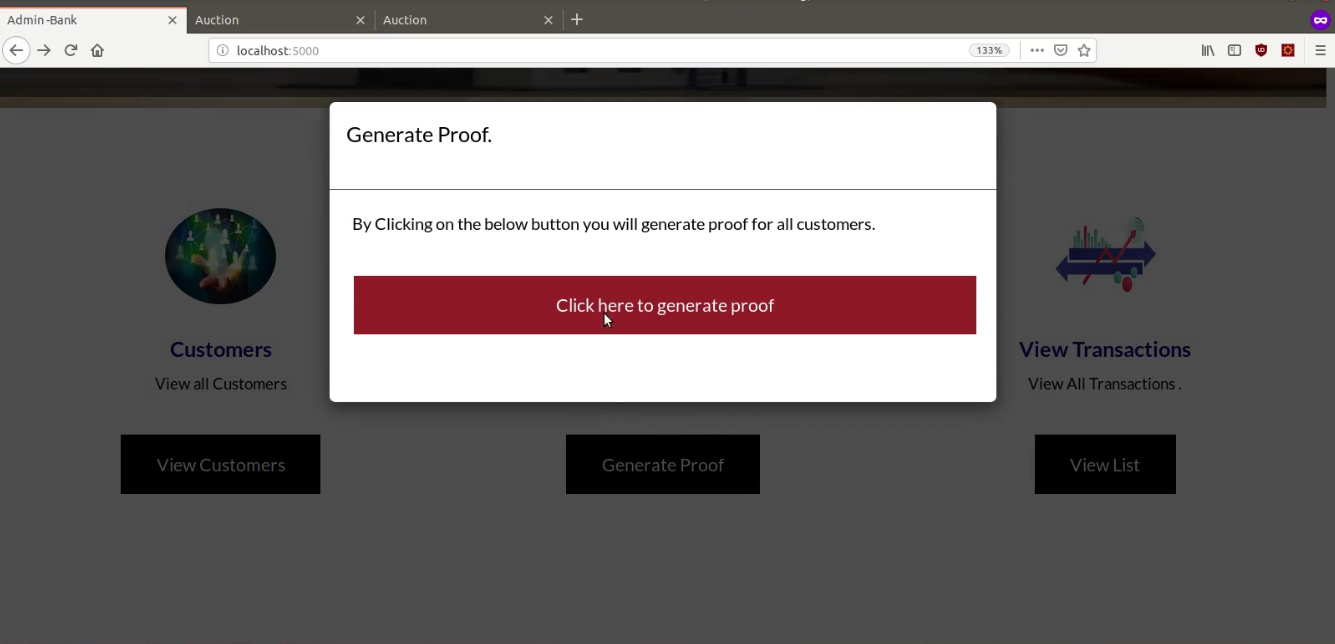 Admin -Bank
Auction
Auction
localhost:5000
133%
Generate Proof.
By Clicking on the below button you will generate proof for all customers.
Click here to generate proof
Customers
View all Customers
View Customers
Generate Proof
View Transactions
View All Transactions .
View List